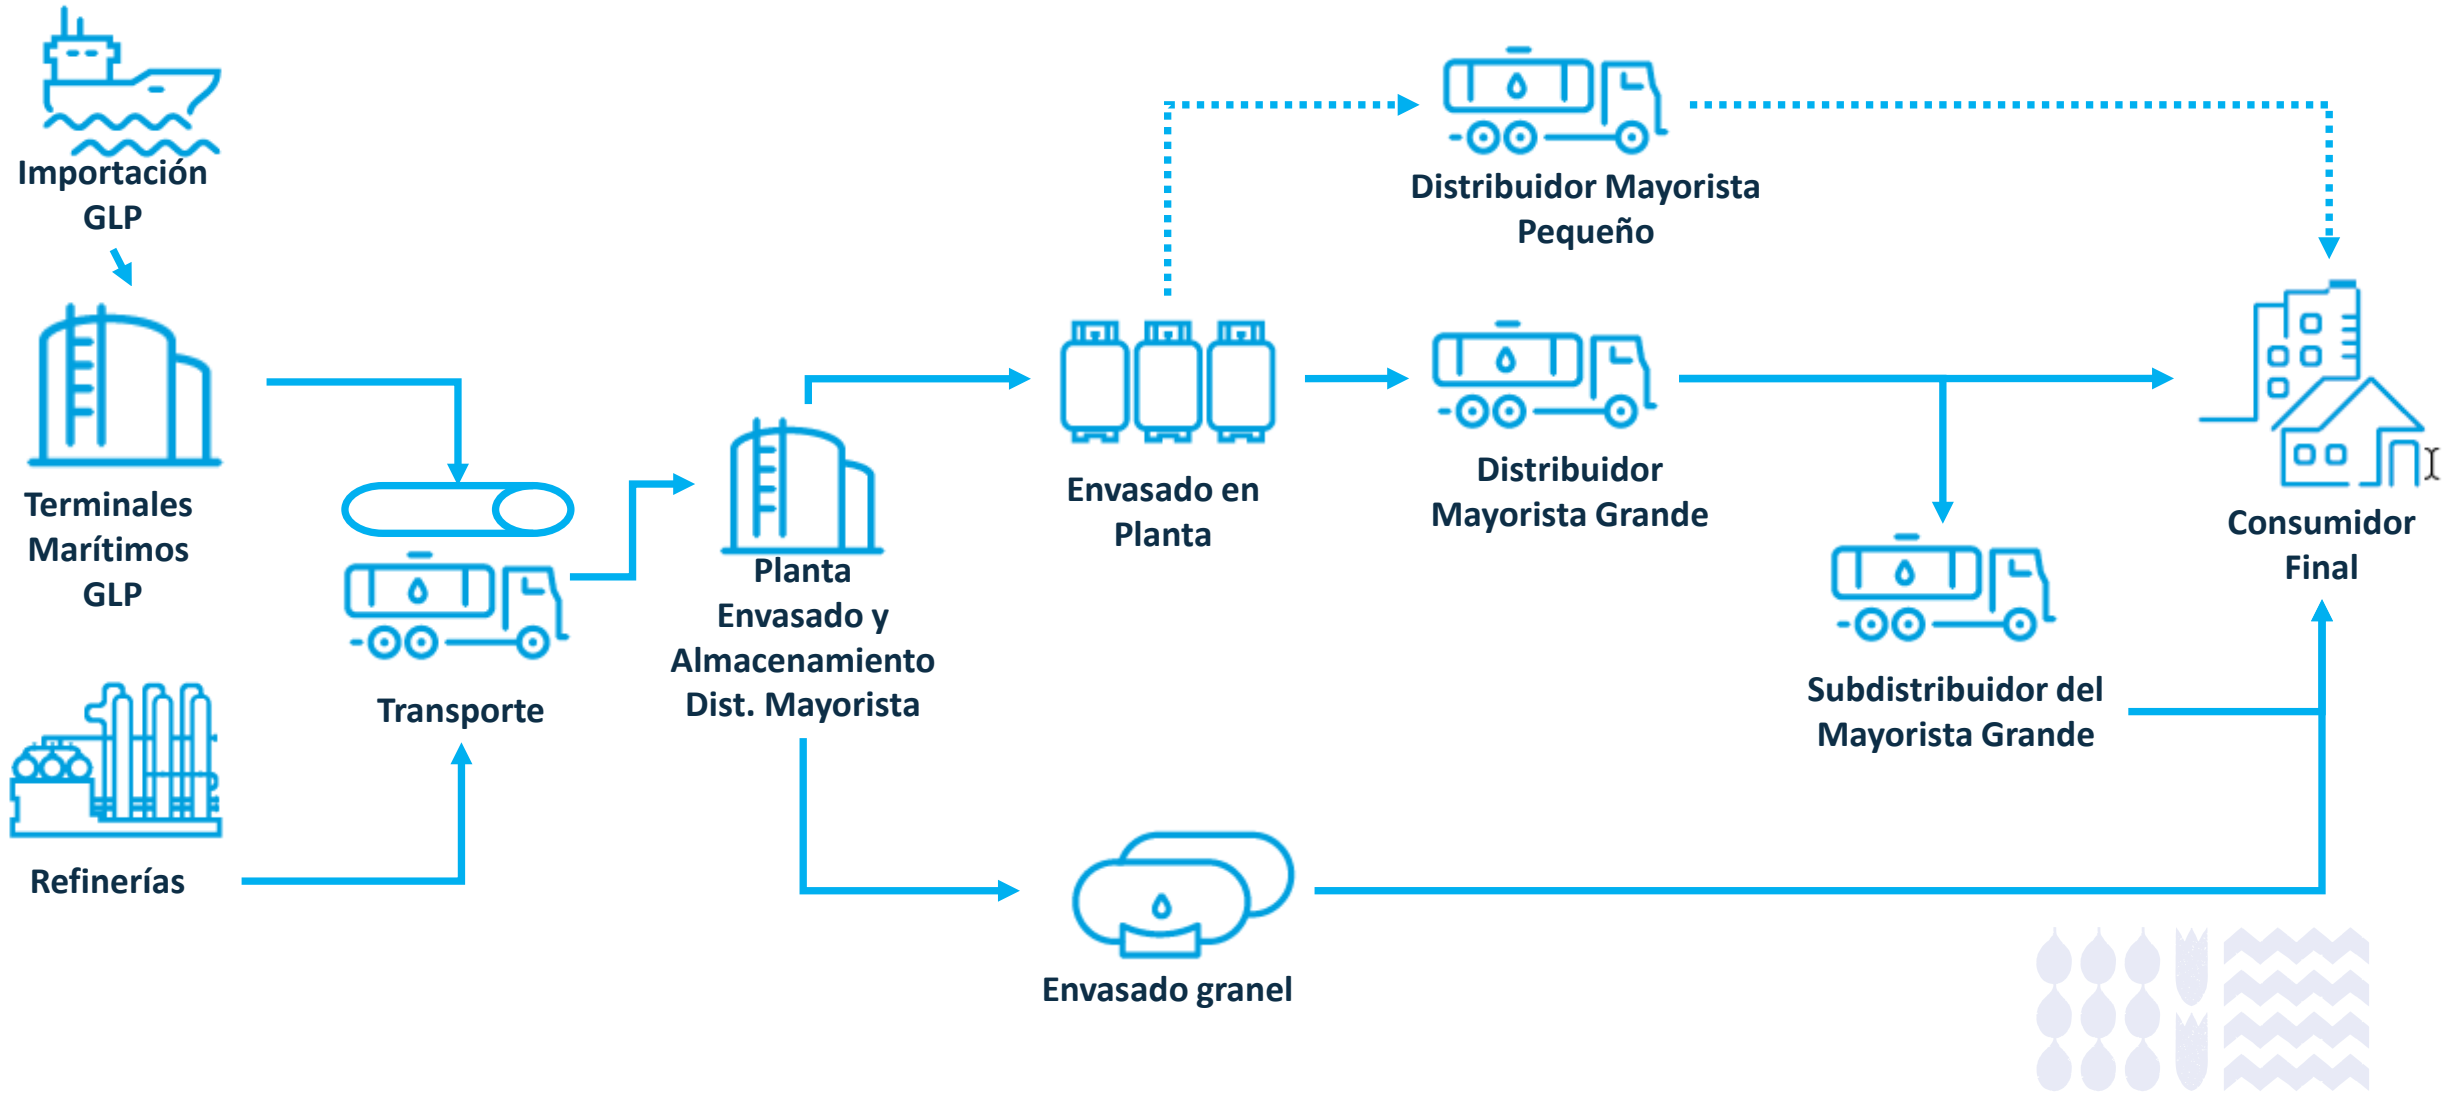 Importación
GLP
Terminales
Marítimos
GLP
Refinerías
Transporte
Planta
Envasado y
Almacenamiento
Dist. Mayorista
Envasado en
Planta
Envasado granel
Distribuidor Mayorista
Pequeño
Distribuidor
Mayorista Grande
Subdistribuidor del
Mayorista Grande
Consumidor
Final